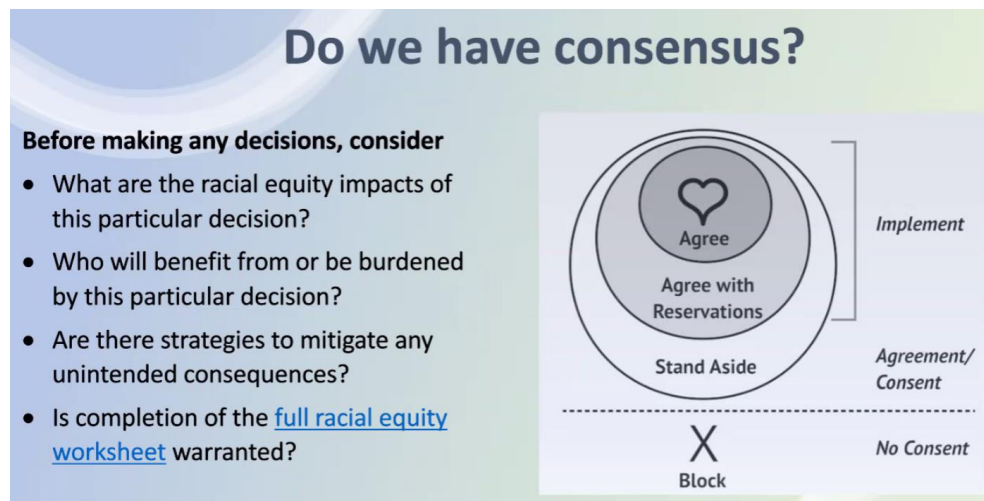 Do we have consensus?
Before making any decisions, consider
• What are the racial equity impacts of
this particular decision?
• Who will benefit from or be burdened
by this particular decision?
• Are there strategies to mitigate any
unintended consequences?
• Is completion of the full racial equity
worksheet warranted?
Agree
Agree with
Reservations
Stand Aside
X
Block
Implement
Agreement/
Consent
No Consent